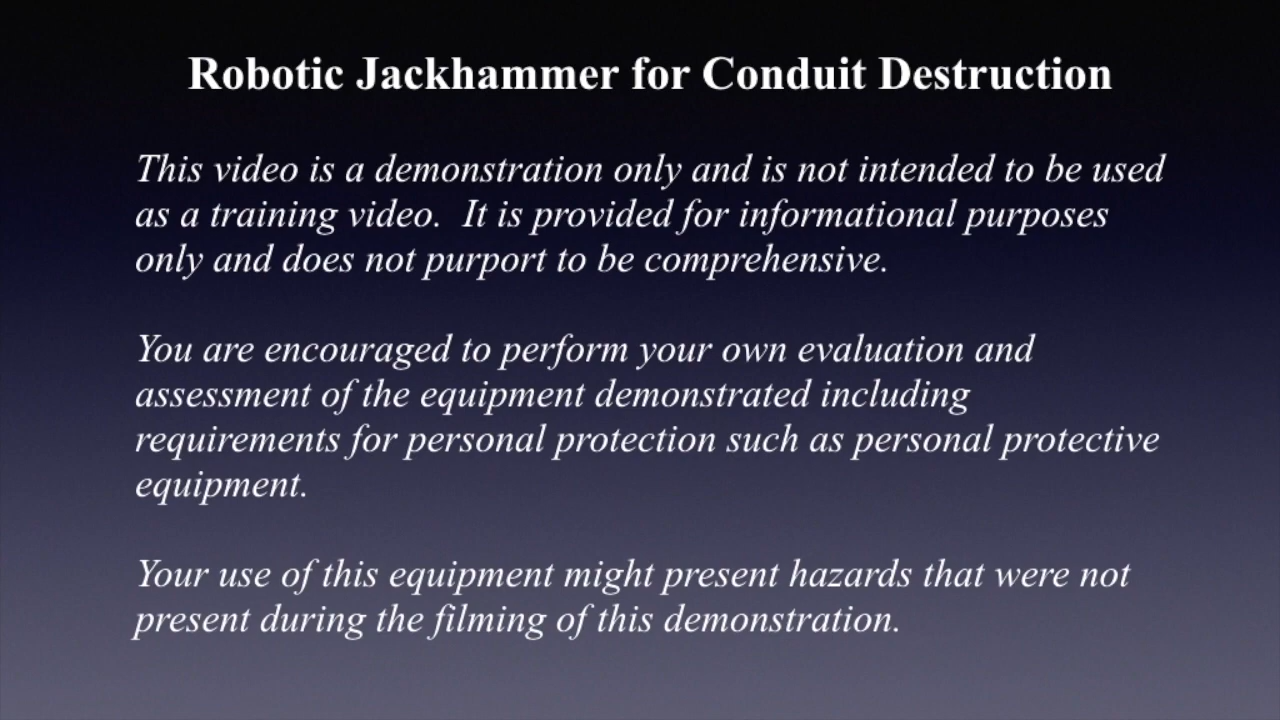 Robotic Jackhammer for Conduit Destruction
This video is a demonstration only and is not intended to be used
as a training video.  It is provided for informational purposes
only and does not purport to be comprehensive.
You are encouraged to perform your own evaluation and
assessment of the equipment demonstrated including
requirements for personal protection such as personal protective
equipment.
Your use of this equipment might present hazards that were not
present during the filming of this demonstration.